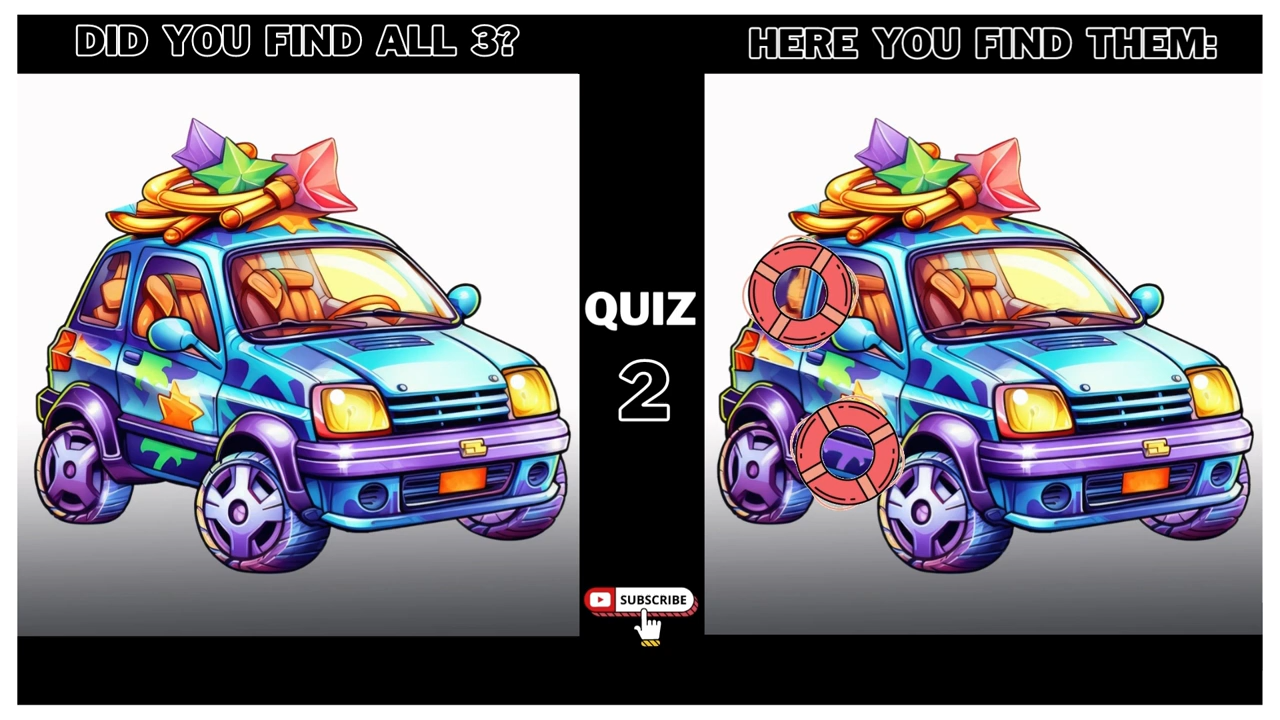 DID YOU FIND ALL 3?
HERE YOU FIND THEM:
QUIZ
2
SUBSCRIBE